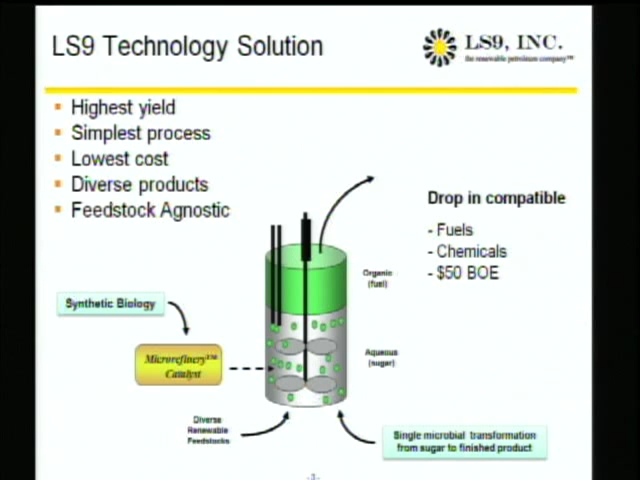 LS9 Technology Solution
LS9, INC.
the renewable petroleum company™
Highest yield
Simplest process
Lowest cost
Diverse products
Feedstock Agnostic
Drop in compatible
- Fuels
- Chemicals
- $50 BOE
Organic
(fuel)
Synthetic Biology
Microrefinery™
Catalyst
Aqueous
(sugar)
Diverse
Renewable
Feedstocks
Single microbial transformation
from sugar to finished product
-3-